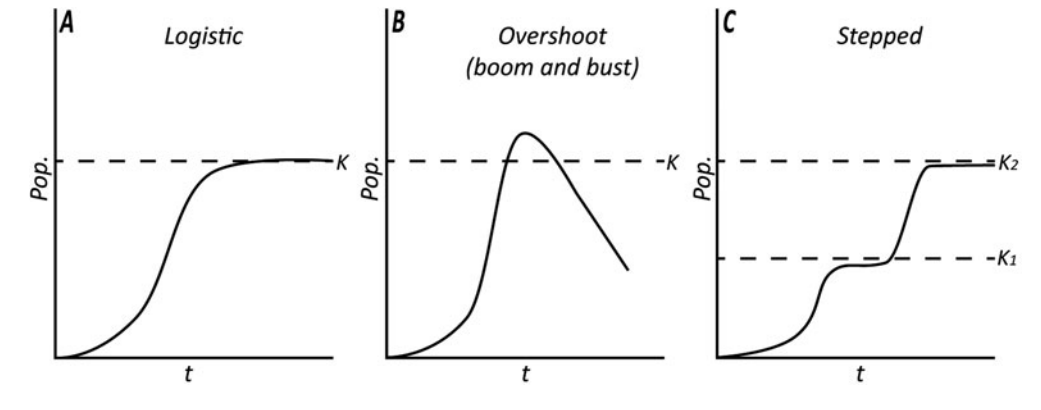 A
Logistic
Pop.
K
t
B
Overshoot
(boom and bust)
Pop.
K
t
C
Stepped
Pop.
K2
K1
t